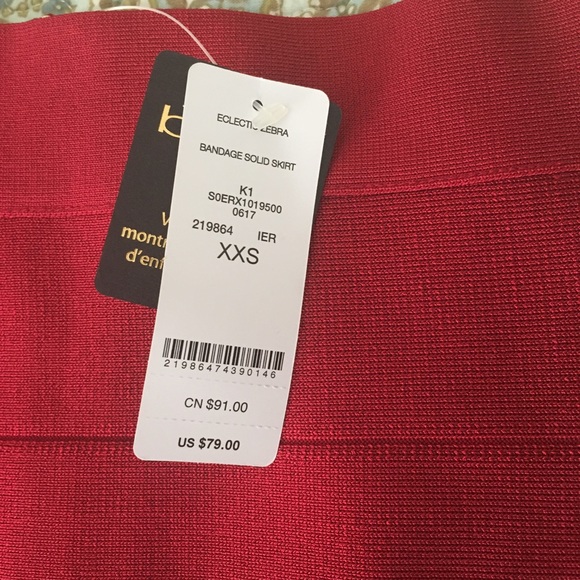 ECLECTIC ZEBRA
BANDAGE SOLID SKIRT
K1
S0ERX1019500
0617
219864 IER
XXS
21986474390146
CN $91.00
US $79.00
b
V
montr
d'enf